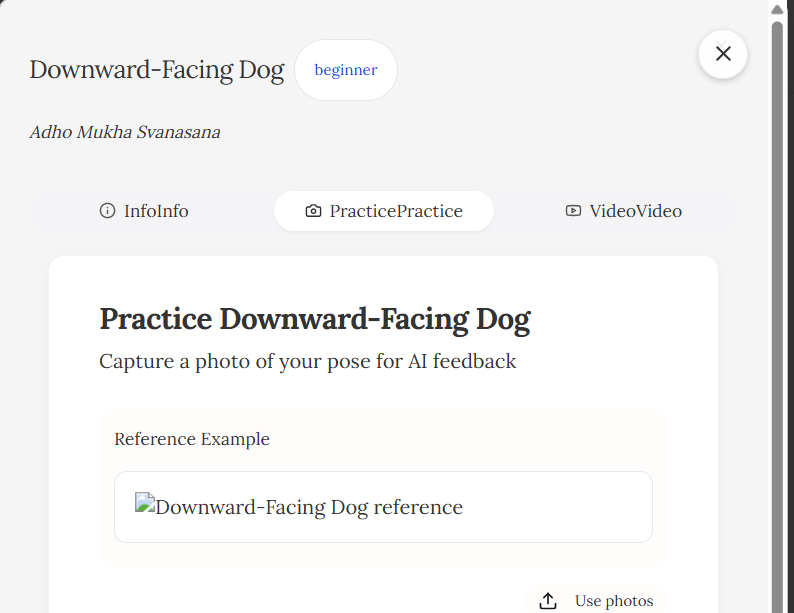 Downward-Facing Dog beginner
Adho Mukha Svanasana
InfoInfo PracticePractice VideoVideo
Practice Downward-Facing Dog
Capture a photo of your pose for AI feedback
Reference Example
Downward-Facing Dog reference
Use photos